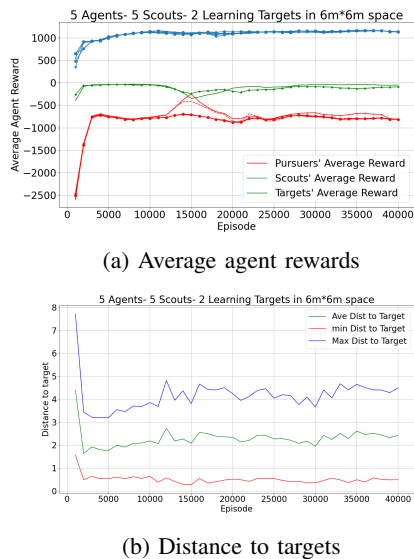 5 Agents- 5 Scouts- 2 Learning Targets in 6m*6m space
1000
500
0
−500
−1000
−1500
−2000
−2500
Average Agent Reward
Pursuers' Average Reward
Scouts' Average Reward
Targets' Average Reward
0 5000 10000 15000 20000 25000 30000 35000 40000
Episode
(a) Average agent rewards
5 Agents- 5 Scouts- 2 Learning Targets in 6m*6m space
8
7
6
5
4
3
2
1
0
Distance to target
Ave Dist to Target
min Dist to Target
Max Dist to Target
0 5000 10000 15000 20000 25000 30000 35000 40000
Episode
(b) Distance to targets